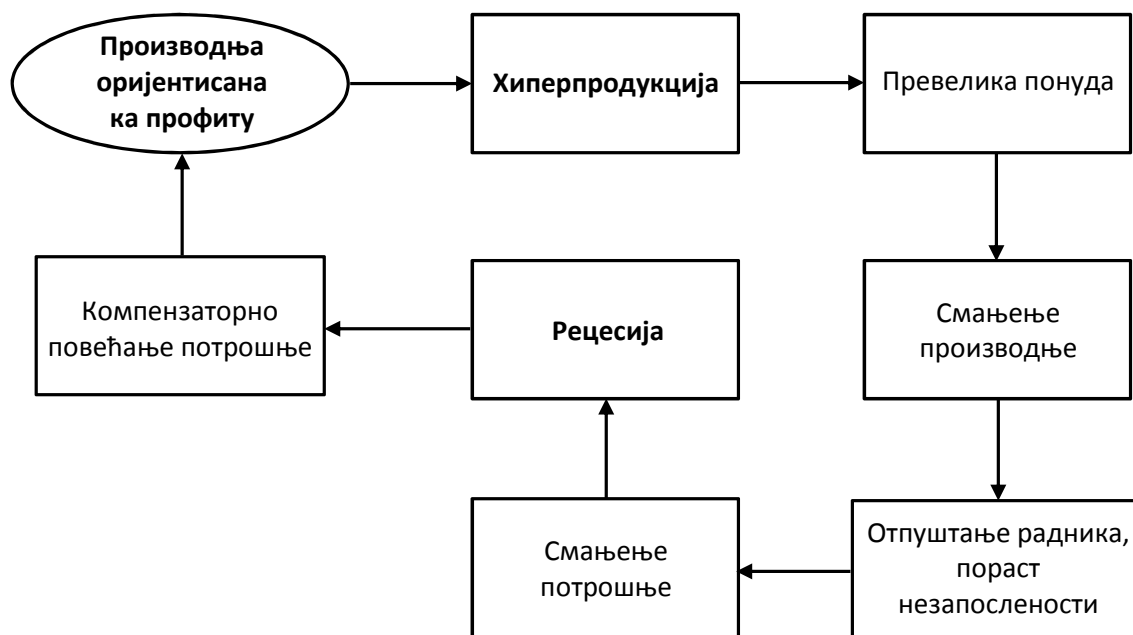 Производња
оријентисана
ка профиту
Хиперпродукција
Превелика понуда
Смањење
производње
Отпуштање радника,
пораст
незапослености
Смањење
потрошње
Рецесија
Компензаторно
повећање потрошње